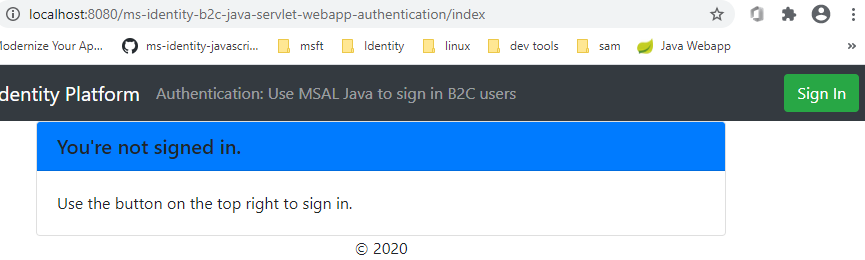 localhost:8080/ms-identity-b2c-java-servlet-webapp-authentication/index
Modernize Your Ap... ms-identity-javascri... msft Identity linux dev tools sam Java Webapp »
dentity Platform Authentication: Use MSAL Java to sign in B2C users Sign In
You're not signed in.
Use the button on the top right to sign in.
© 2020